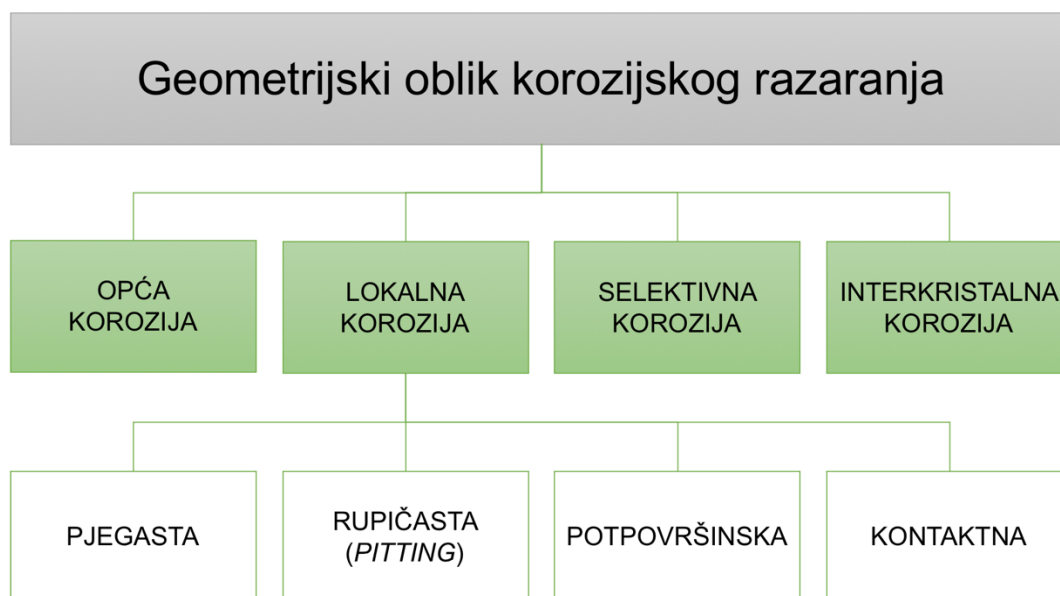 Geometrijski oblik korozijskog razaranja
OPĆA
KOROZIJA
LOKALNA
KOROZIJA
SELEKTIVNA
KOROZIJA
INTERKRISTALNA
KOROZIJA
PJEGASTA
RUPIČASTA
(PITTING)
POTPOVRŠINSKA
KONTAKTNA